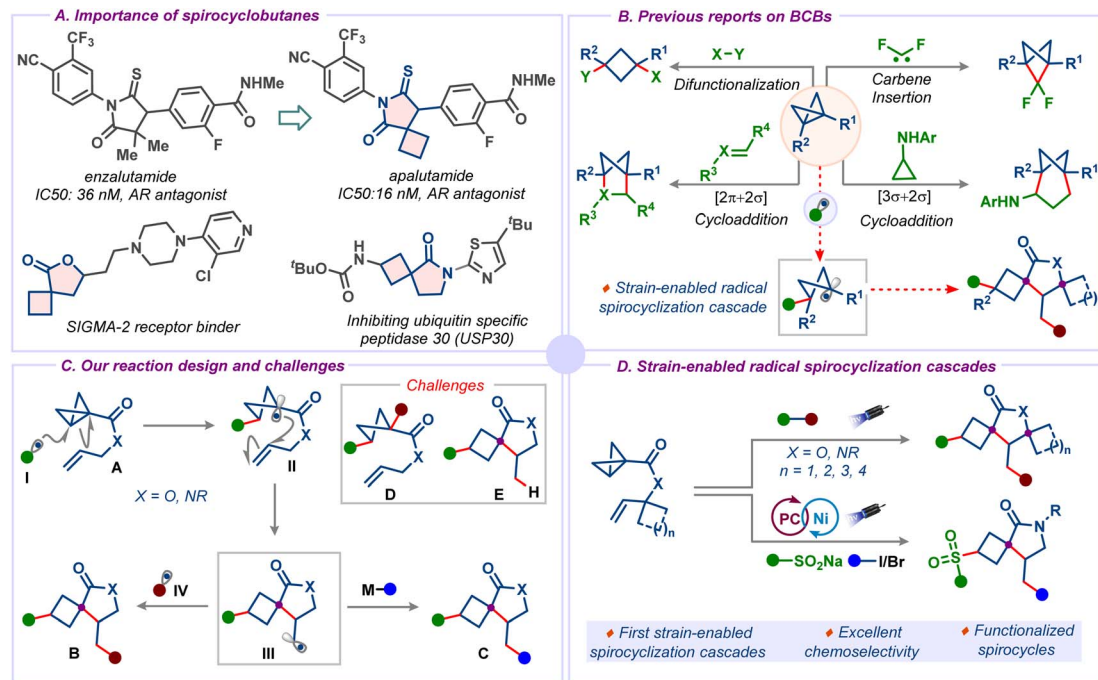 A. Importance of spirocyclobutanes
CF3
NC
S
N
O
Me
Me
O
NHMe
F
enzalutamide
IC50: 36 nM, AR antagonist
CF3
NC
S
N
O
O
NHMe
F
apalutamide
IC50:16 nM, AR antagonist
O
O
N
N
N
Cl
SIGMA-2 receptor binder
tBuO
O
H
N
O
N
S
N
tBu
Inhibiting ubiquitin specific
peptidase 30 (USP30)
B. Previous reports on BCBs
R2
R1
Y
X
X–Y
Difunctionalization
F
F
Carbene
Insertion
R2
R1
F
F
R1
R2
R2
R1
X
R3
R4
R4
X
R3
[2π+2σ]
Cycloaddition
NHAr
[3σ+2σ]
Cycloaddition
R2
R1
ArHN
Strain-enabled radical
spirocyclization cascade
R1
R2
O
X
R2
( )n
C. Our reaction design and challenges
I
O
X
A
O
X
II
Challenges
O
X
D
O
X
H
E
X = O, NR
O
X
B
IV
O
X
III
M
O
X
C
D. Strain-enabled radical spirocyclization cascades
O
X
( )n
X = O, NR
n = 1, 2, 3, 4
O
X
( )n
PC
Ni
SO2Na
I/Br
O
N
R
O
S
O
First strain-enabled
spirocyclization cascades
Excellent
chemoselectivity
Functionalized
spirocycles